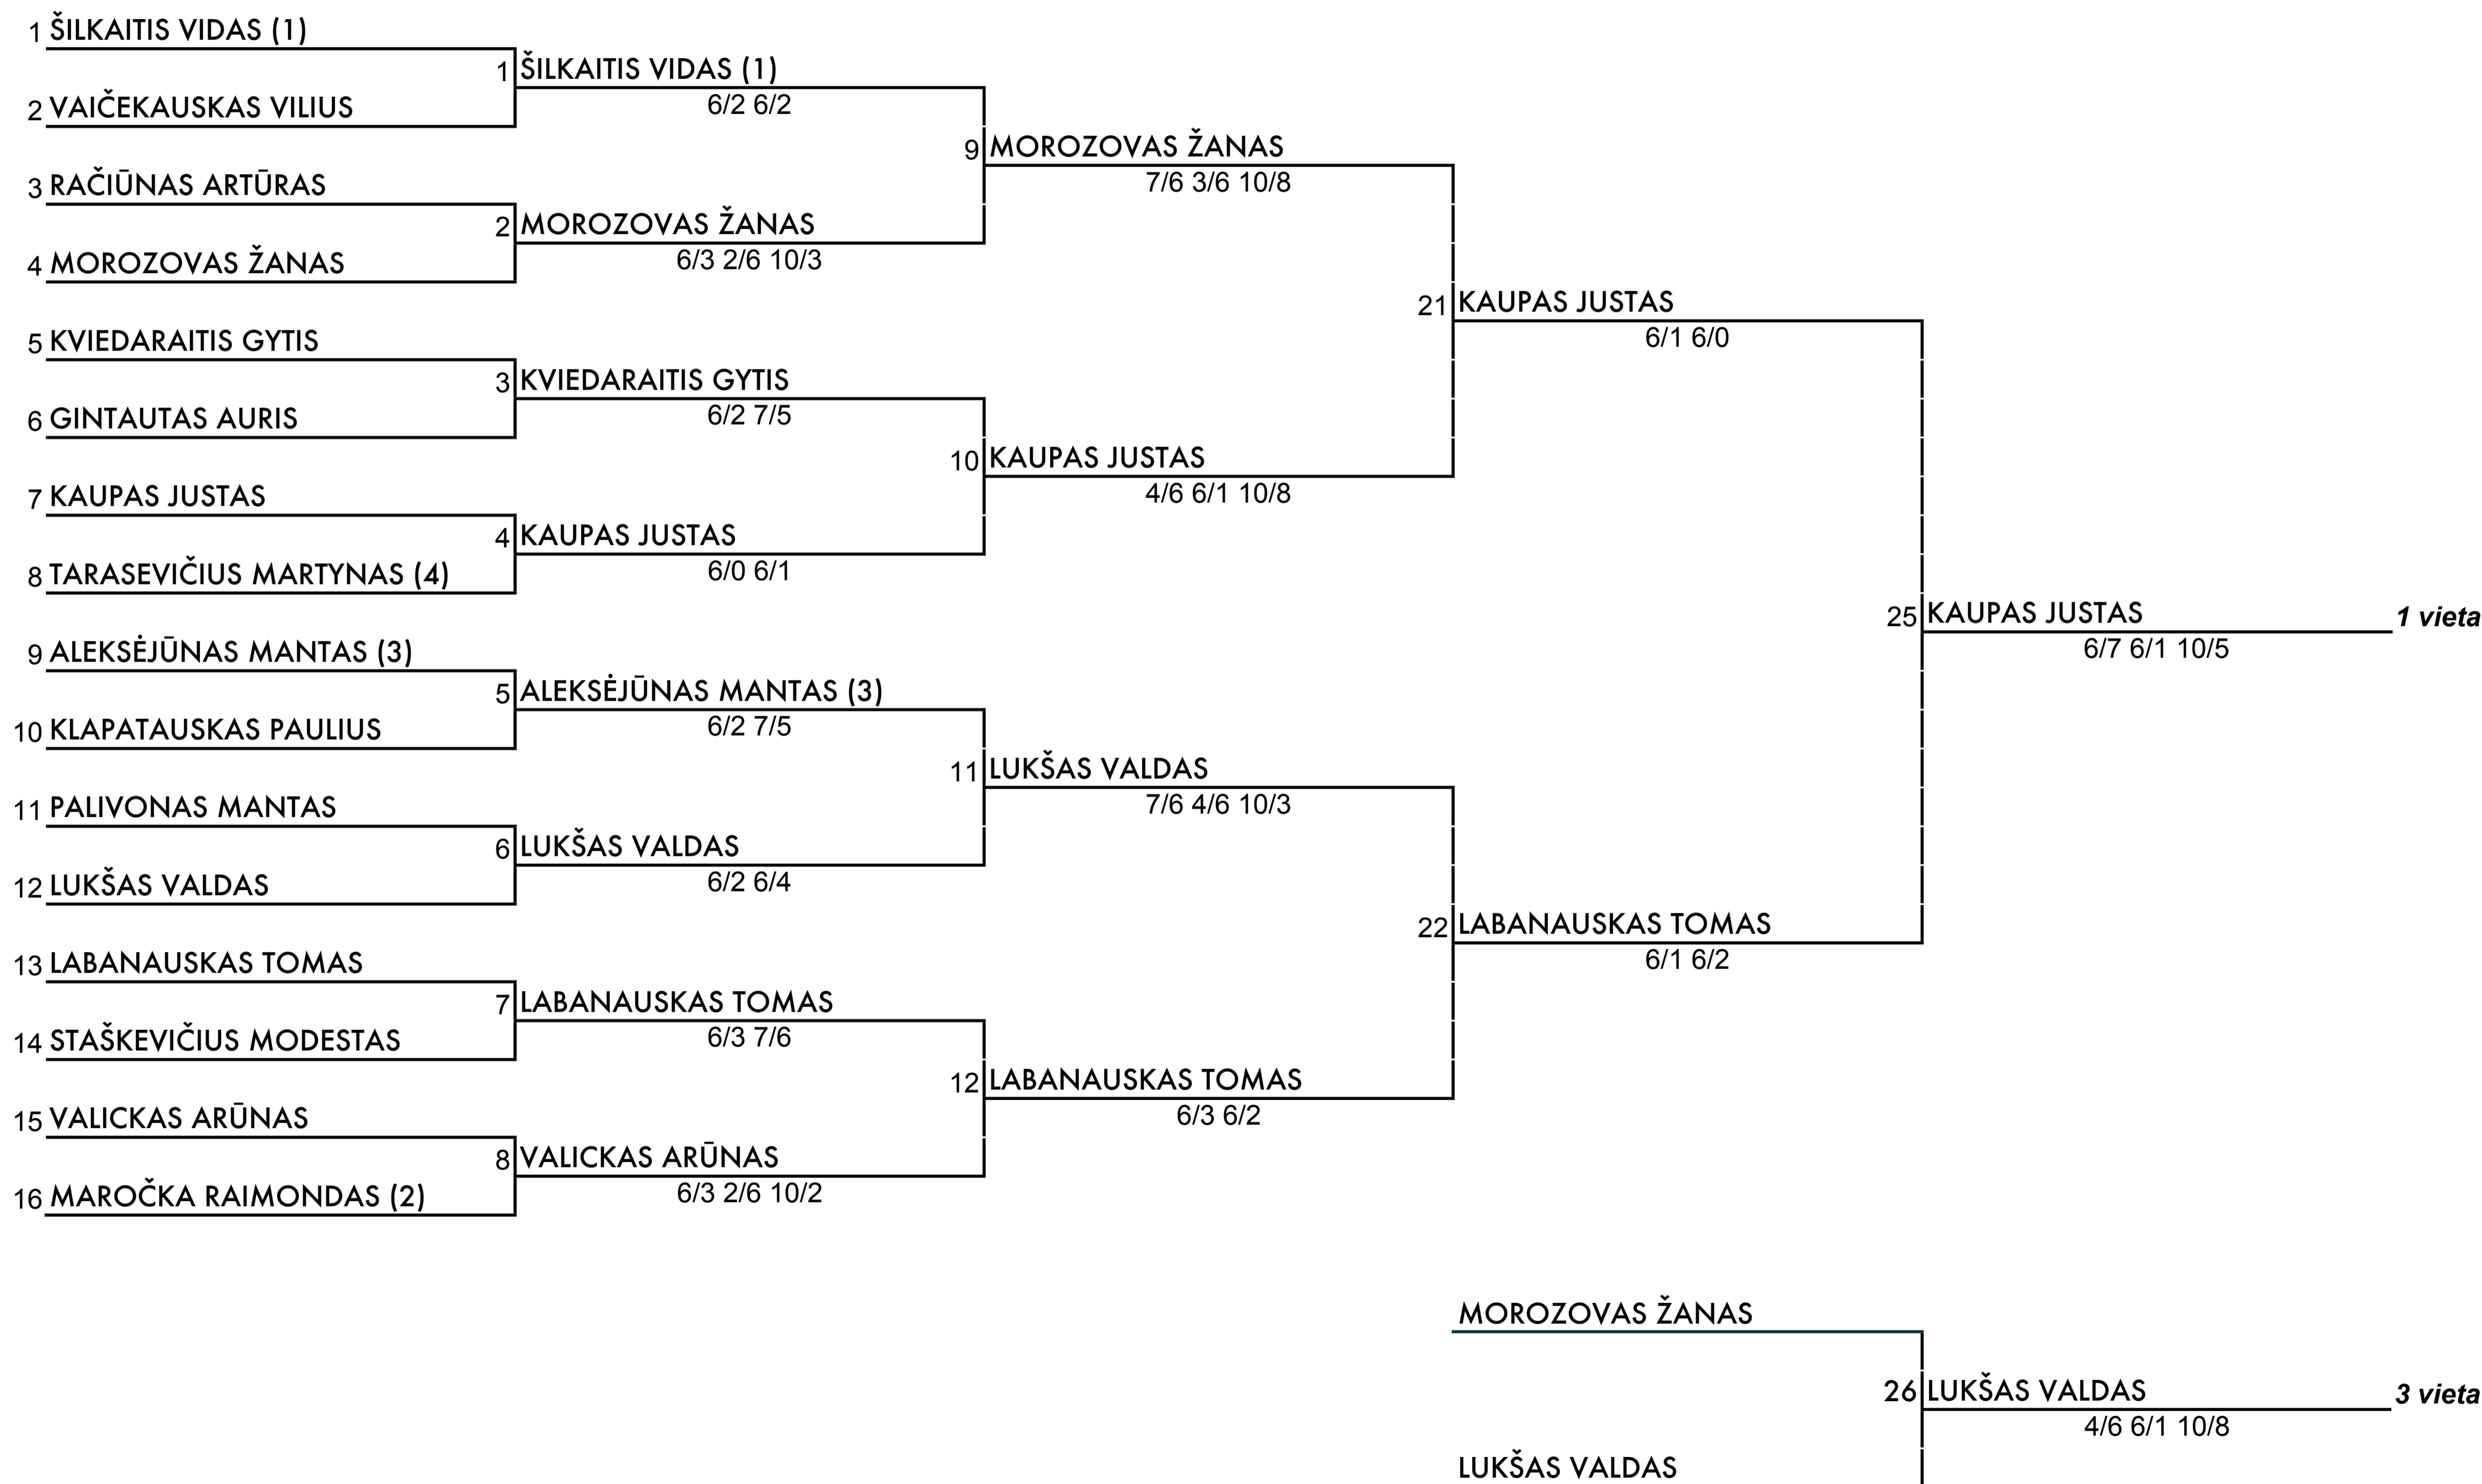 1 ŠILKAITIS VIDAS (1)
1 ŠILKAITIS VIDAS (1)
6/2 6/2
2 VAIČEKAUSKAS VILIUS
9 MOROZOVAS ŽANAS
7/6 3/6 10/8
3 RAČIŪNAS ARTŪRAS
2 MOROZOVAS ŽANAS
6/3 2/6 10/3
4 MOROZOVAS ŽANAS
21 KAUPAS JUSTAS
6/1 6/0
5 KVIEDARAITIS GYTIS
3 KVIEDARAITIS GYTIS
6/2 7/5
6 GINTAUTAS AURIS
10 KAUPAS JUSTAS
4/6 6/1 10/8
7 KAUPAS JUSTAS
4 KAUPAS JUSTAS
6/0 6/1
8 TARASEVIČIUS MARTYNAS (4)
25 KAUPAS JUSTAS 1 vieta
6/7 6/1 10/5
9 ALEKSĖJŪNAS MANTAS (3)
5 ALEKSĖJŪNAS MANTAS (3)
6/2 7/5
10 KLAPATAUSKAS PAULIUS
11 LUKŠAS VALDAS
7/6 4/6 10/3
11 PALIVONAS MANTAS
6 LUKŠAS VALDAS
6/2 6/4
12 LUKŠAS VALDAS
22 LABANAUSKAS TOMAS
6/1 6/2
13 LABANAUSKAS TOMAS
7 LABANAUSKAS TOMAS
6/3 7/6
14 STAŠKEVIČIUS MODESTAS
12 LABANAUSKAS TOMAS
6/3 6/2
15 VALICKAS ARŪNAS
8 VALICKAS ARŪNAS
6/3 2/6 10/2
16 MAROČKA RAIMONDAS (2)
MOROZOVAS ŽANAS
26 LUKŠAS VALDAS 3 vieta
4/6 6/1 10/8
LUKŠAS VALDAS